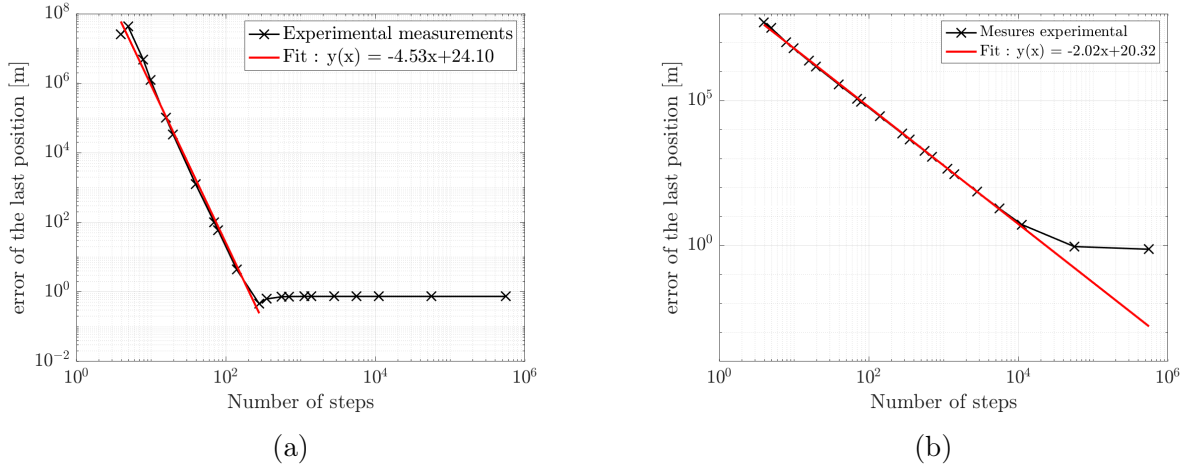 error of the last position [m]
10^8
10^6
10^4
10^2
10^0
10^-2
Experimental measurements
Fit : y(x) = -4.53x+24.10
10^0
10^2
10^4
10^6
Number of steps
(a)
error of the last position [m]
10^5
10^0
Mesures experimental
Fit : y(x) = -2.02x+20.32
10^0
10^2
10^4
10^6
Number of steps
(b)